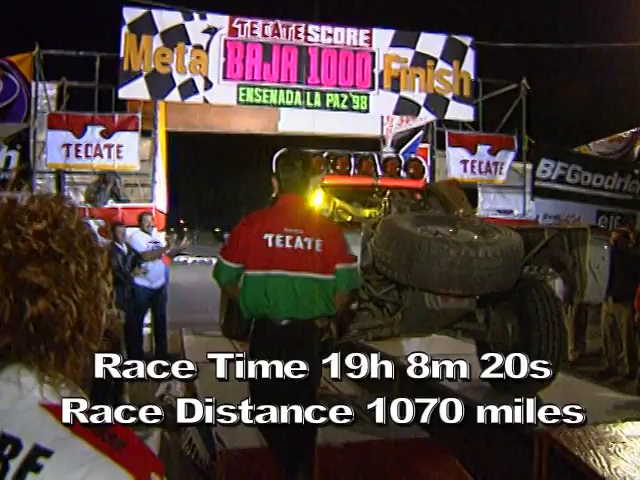 TECATE SCORE
Meta BAJA 1000 Finish
ENSENADA LA PAZ 98
TECATE
TECATE
BFGoodric
TECATE
Race Time 19h 8m 20s
Race Distance 1070 miles